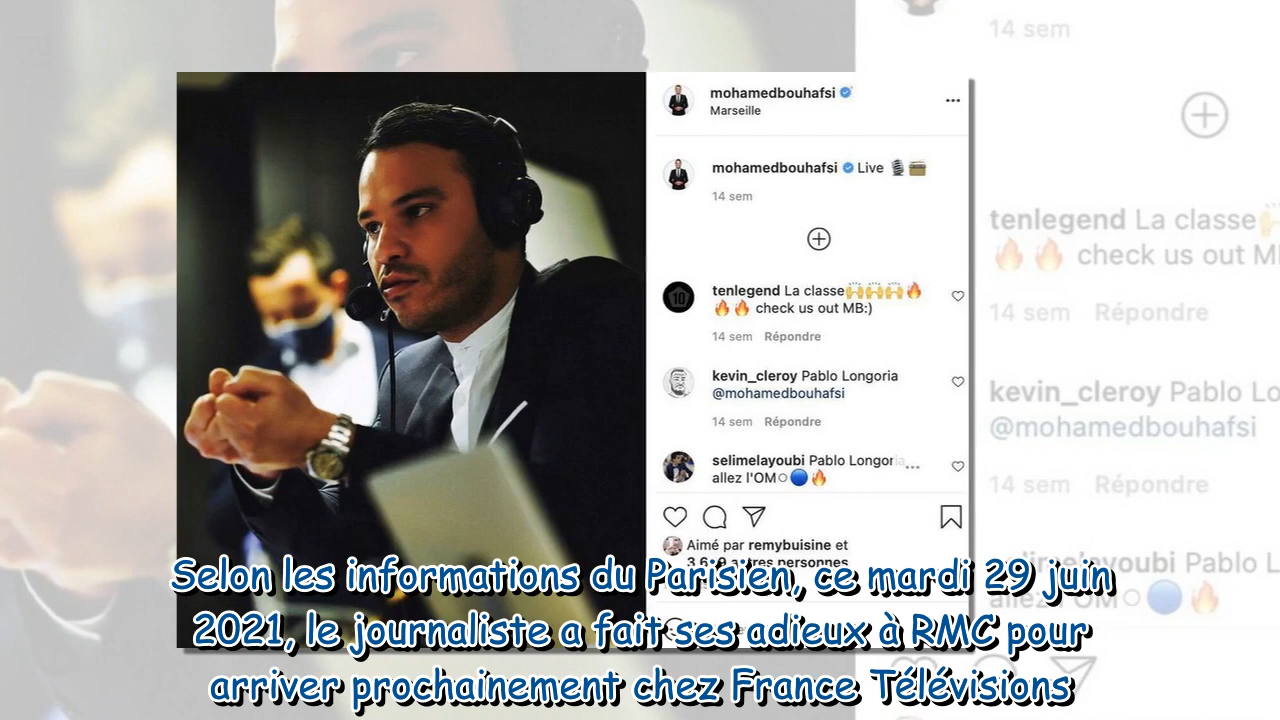 mohamedbouhafsi
Marseille
mohamedbouhafsi Live
14 sem
tenlegend La classe🙌🙌🙌🔥
🔥🔥 check us out MB:)
14 sem Répondre
kevin_cleroy Pablo Longoria
@mohamedbouhafsi
14 sem Répondre
selimelayoubi Pablo Longoria
allez l'OM⚪🔵🔥
Aimé par remybuisine et
personnes
Selon les informations du Parisien, ce mardi 29 juin
2021, le journaliste a fait ses adieux à RMC pour
arriver prochainement chez France Télévisions
14 sem
tenlegend La classe
🔥🔥 check us out
14 sem Répondre
kevin_cleroy Pablo
@mohamedbouhafsi
14 sem Répondre
Pablo